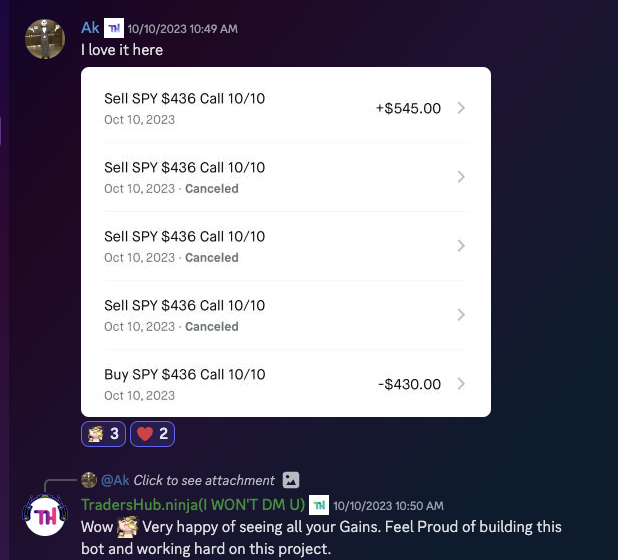 Ak TH 10/10/2023 10:49 AM
I love it here
Sell SPY $436 Call 10/10
+$545.00
Oct 10, 2023
Sell SPY $436 Call 10/10
Oct 10, 2023 · Canceled
Sell SPY $436 Call 10/10
Oct 10, 2023 · Canceled
Sell SPY $436 Call 10/10
Oct 10, 2023 · Canceled
Buy SPY $436 Call 10/10
-$430.00
Oct 10, 2023
3 2
@Ak Click to see attachment
TH
TradersHub.ninja(I WON'T DM U) TH 10/10/2023 10:50 AM
Wow Very happy of seeing all your Gains. Feel Proud of building this
bot and working hard on this project.